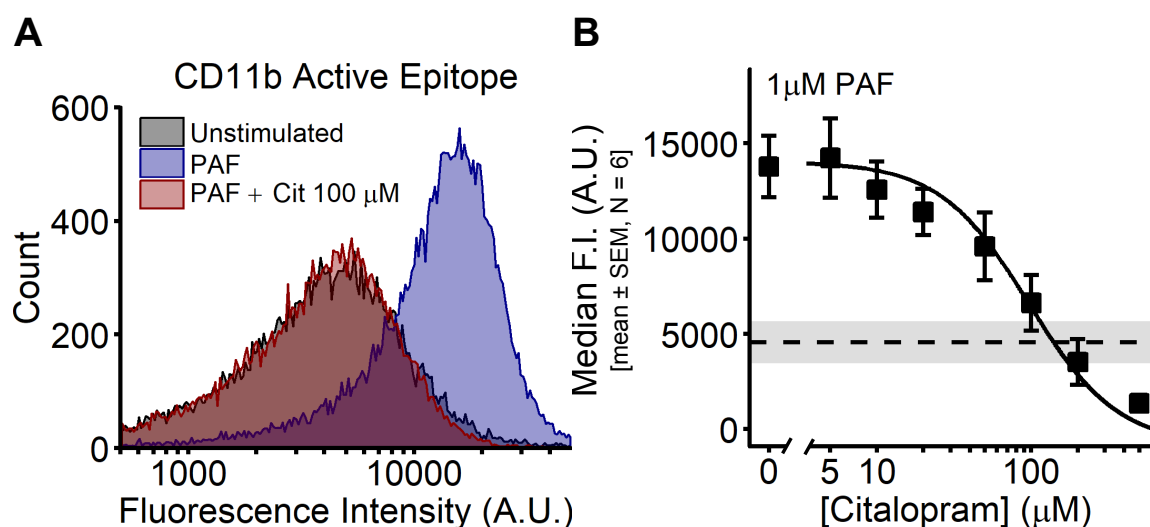 A
CD11b Active Epitope
600
400
200
0
Count
Unstimulated
PAF
PAF + Cit 100 μM
1000
10000
Fluorescence Intensity (A.U.)
B
1μM PAF
15000
10000
5000
0
Median F.I. (A.U.)
[mean ± SEM, N = 6]
0
5
10
100
[Citalopram] (μM)